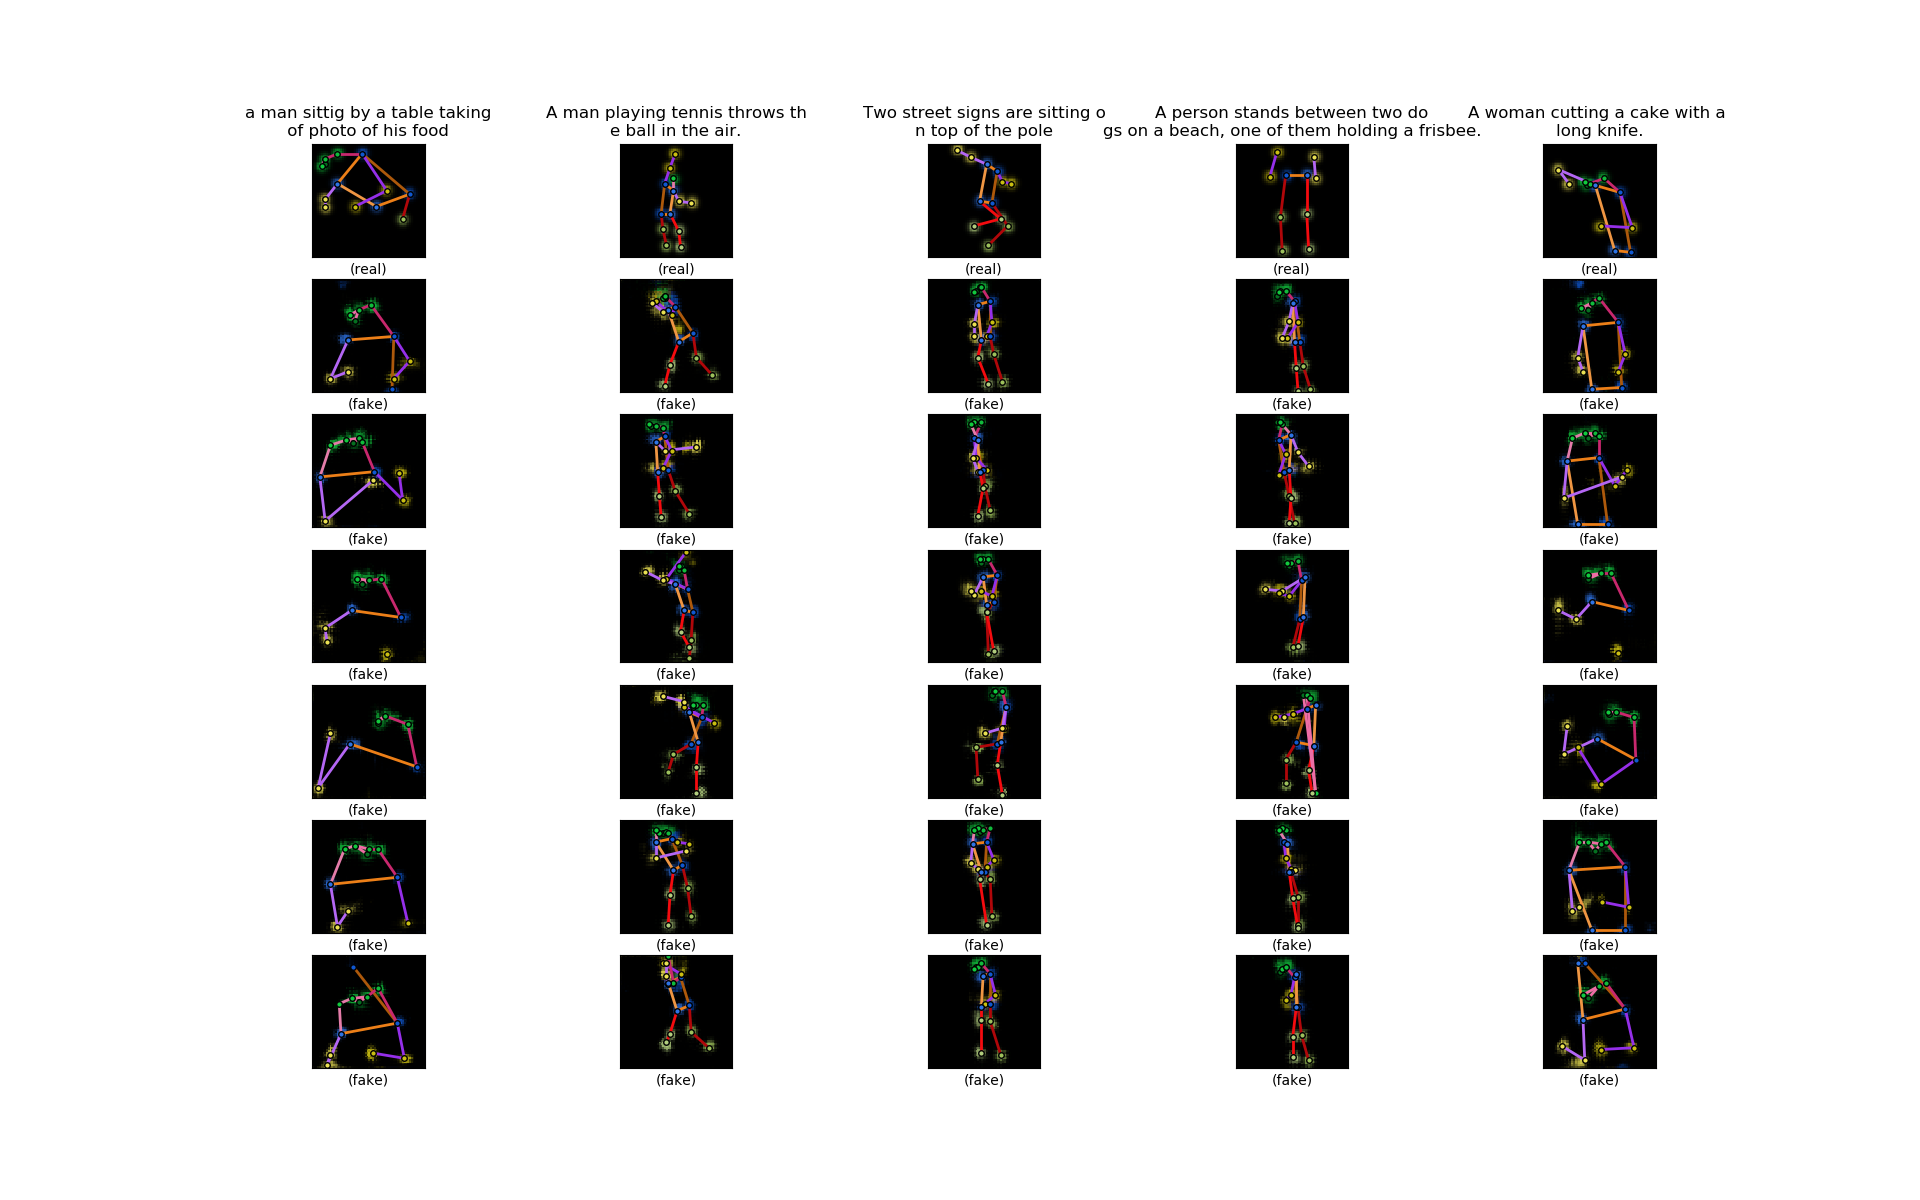 a man sittig by a table taking
of photo of his food
A man playing tennis throws th
e ball in the air.
Two street signs are sitting o
n top of the pole
A person stands between two do
gs on a beach, one of them holding a frisbee.
A woman cutting a cake with a
long knife.
(real) (real) (real) (real) (real)
(fake) (fake) (fake) (fake) (fake)
(fake) (fake) (fake) (fake) (fake)
(fake) (fake) (fake) (fake) (fake)
(fake) (fake) (fake) (fake) (fake)
(fake) (fake) (fake) (fake) (fake)
(fake) (fake) (fake) (fake) (fake)